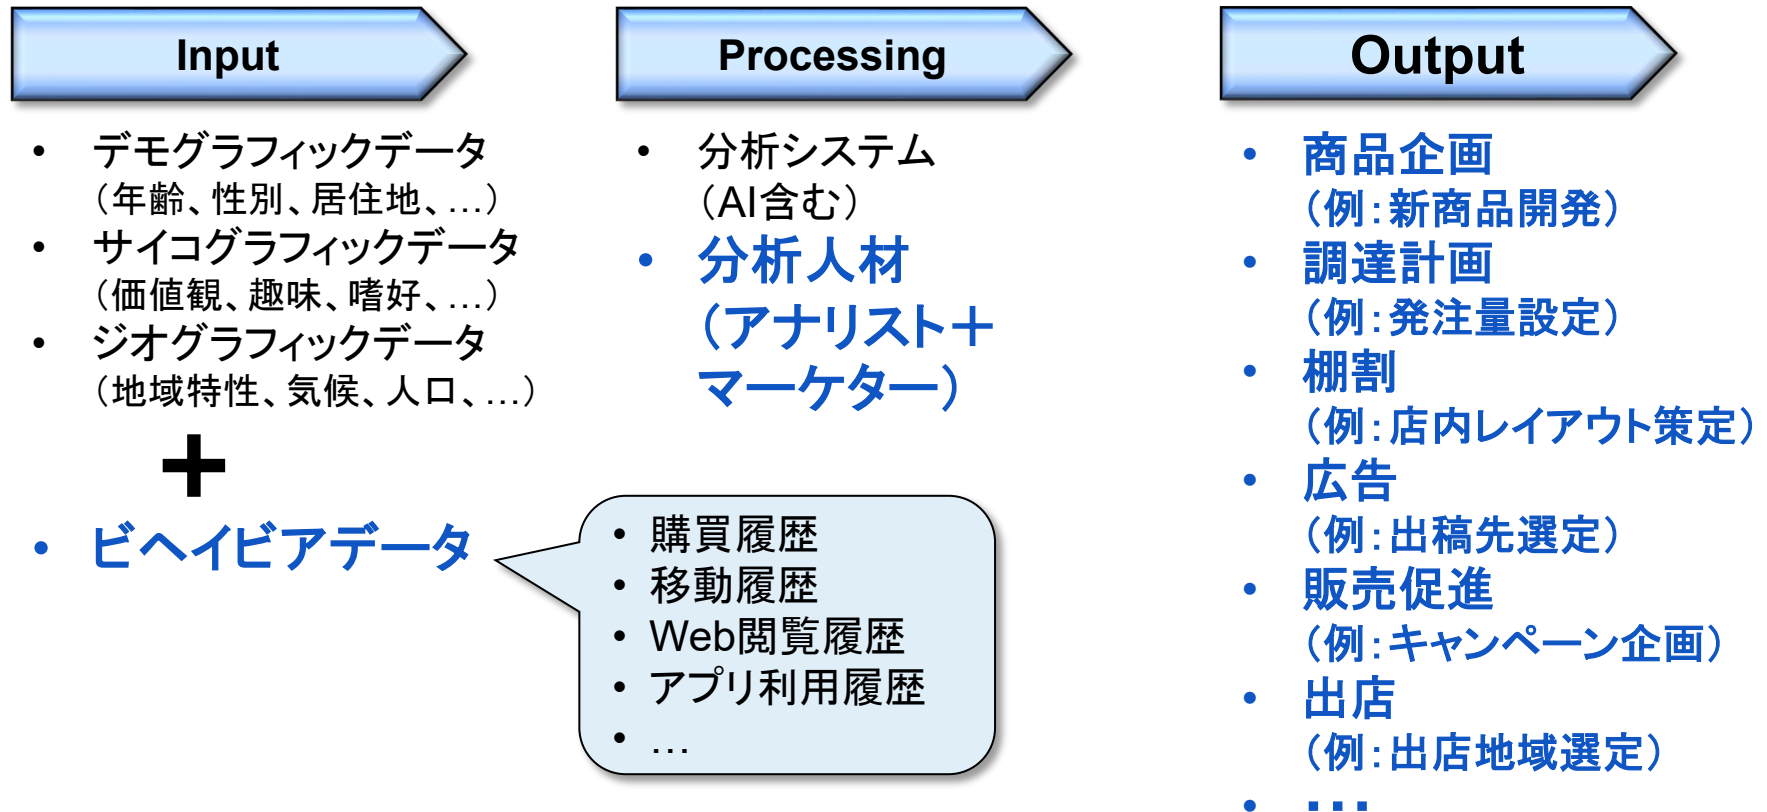 Input
• デモグラフィックデータ
（年齢、性別、居住地、…）
• サイコグラフィックデータ
（価値観、趣味、嗜好、…）
• ジオグラフィックデータ
（地域特性、気候、人口、…）
＋
• ビヘイビアデータ
• 購買履歴
• 移動履歴
• Web閲覧履歴
• アプリ利用履歴
• …
Processing
• 分析システム
（AI含む）
• 分析人材
（アナリスト＋
マーケター）
Output
• 商品企画
（例：新商品開発）
• 調達計画
（例：発注量設定）
• 棚割
（例：店内レイアウト策定）
• 広告
（例：出稿先選定）
• 販売促進
（例：キャンペーン企画）
• 出店
（例：出店地域選定）
• …